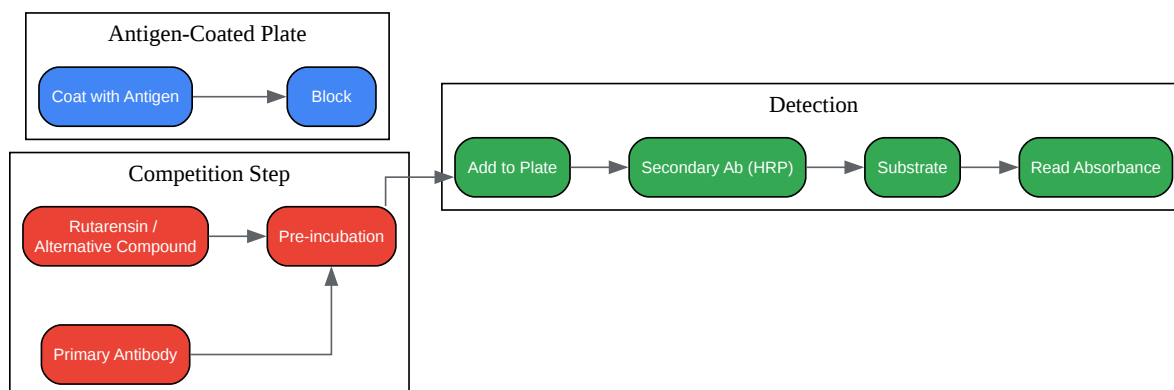 Antigen-Coated Plate
Coat with Antigen
Block
Competition Step
Rutarensin /
Alternative Compound
Pre-incubation
Primary Antibody
Detection
Add to Plate
Secondary Ab (HRP)
Substrate
Read Absorbance